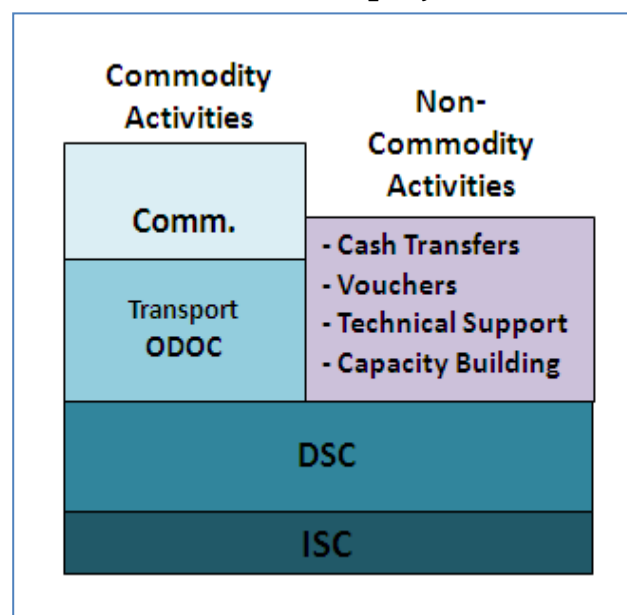 Commodity
Activities
Non-
Commodity
Activities
Comm.
Transport
ODOC
- Cash Transfers
- Vouchers
- Technical Support
- Capacity Building
DSC
ISC